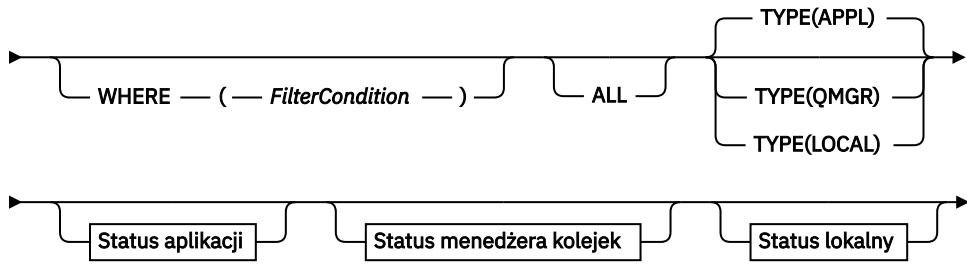 TYPE(APPL)
WHERE ( FilterCondition ) ALL TYPE(QMGR)
TYPE(LOCAL)
Status aplikacji Status menedżera kolejek Status lokalny